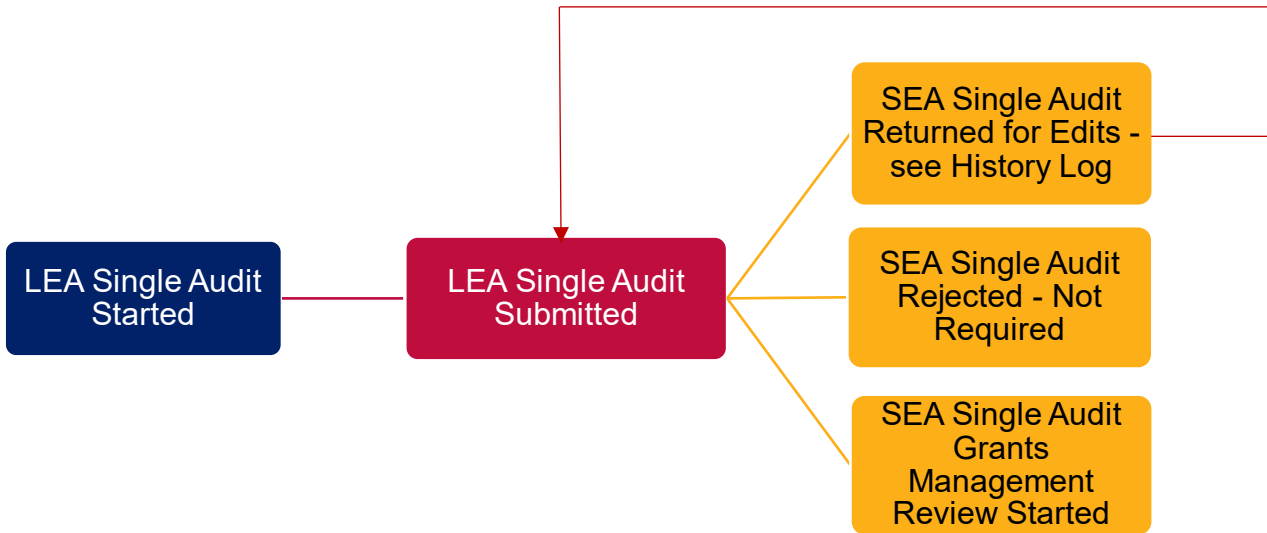 LEA Single Audit
Started
LEA Single Audit
Submitted
SEA Single Audit
Returned for Edits -
see History Log
SEA Single Audit
Rejected - Not
Required
SEA Single Audit
Grants
Management
Review Started